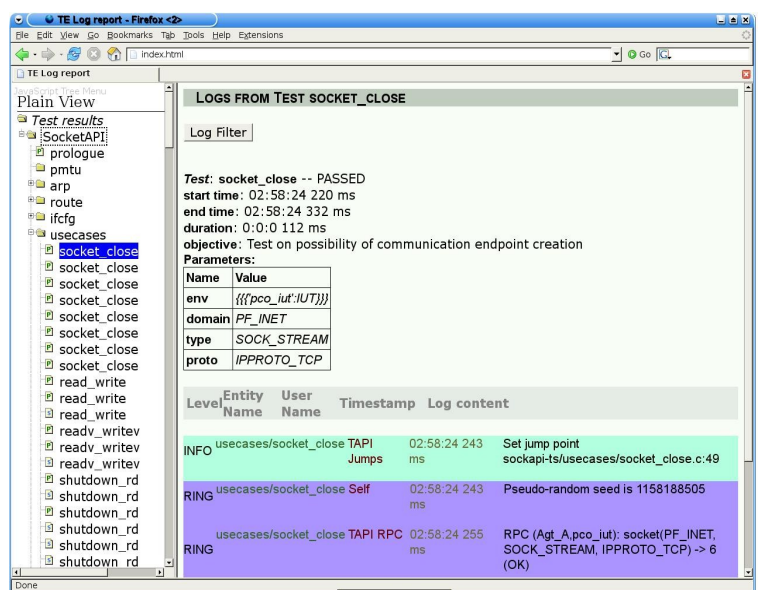 TE Log report - Firefox <2>
File Edit View Go Bookmarks Tab Tools Help Extensions
index.html
Go
TE Log report
JavaScript Tree Menu
Plain View
Test results
SocketAPI
prologue
pmtu
arp
route
ifcfg
usecases
socket_close
socket_close
socket_close
socket_close
socket_close
socket_close
socket_close
socket_close
read_write
read_write
read_write
readv_writev
readv_writev
readv_writev
shutdown_rd
shutdown_rd
shutdown_rd
shutdown_rd
shutdown_rd
shutdown_rd
LOGS FROM TEST SOCKET_CLOSE
Log Filter
Test: socket_close -- PASSED
start time: 02:58:24 220 ms
end time: 02:58:24 332 ms
duration: 0:0:0 112 ms
objective: Test on possibility of communication endpoint creation
Parameters:
Name Value
env {{{'pco_iut':IUT}}}
domain PF_INET
type SOCK_STREAM
proto IPPROTO_TCP
Level Entity Name User Name Timestamp Log content
INFO usecases/socket_close TAPI Jumps 02:58:24 243 ms Set jump point sockapi-ts/usecases/socket_close.c:49
RING usecases/socket_close Self 02:58:24 243 ms Pseudo-random seed is 1158188505
RING usecases/socket_close TAPI RPC 02:58:24 255 ms RPC (Agt_A,pco_iut): socket(PF_INET, SOCK_STREAM, IPPROTO_TCP) -> 6 (OK)
Done